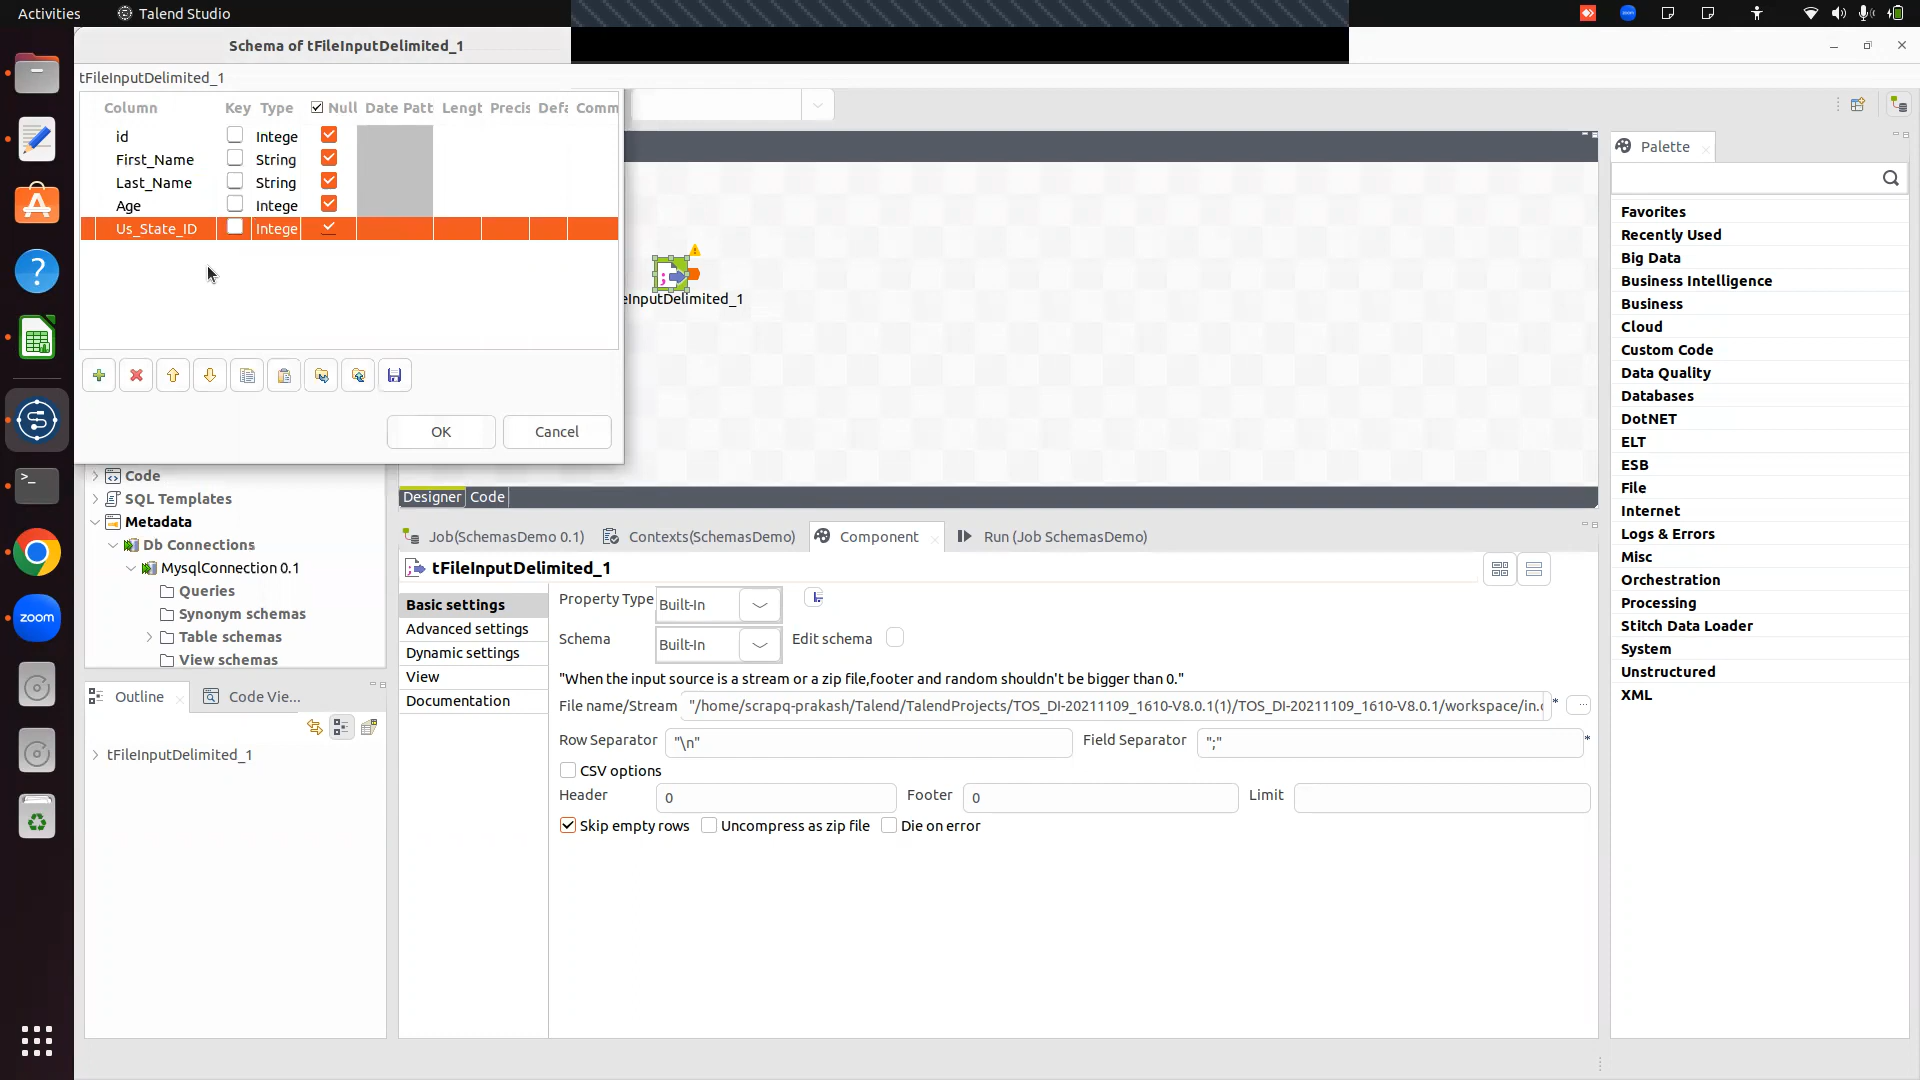 Activities
Talend Studio
Schema of tFileInputDelimited_1
tFileInputDelimited_1
Column Key Type Null Date Patt Lengt Precis Defa Comm
id Intege
First_Name String
Last_Name String
Age Intege
Us_State_ID Intege
OK Cancel
eInputDelimited_1
Code
SQL Templates
Metadata
Db Connections
MysqlConnection 0.1
Queries
Synonym schemas
Table schemas
View schemas
Outline Code Vie...
tFileInputDelimited_1
Designer Code
Job(SchemasDemo 0.1) Contexts(SchemasDemo) Component Run (Job SchemasDemo)
tFileInputDelimited_1
Basic settings
Advanced settings
Dynamic settings
View
Documentation
Property Type Built-In
Schema Built-In Edit schema
"When the input source is a stream or a zip file,footer and random shouldn't be bigger than 0."
File name/Stream "/home/scrapq-prakash/Talend/TalendProjects/TOS_DI-20211109_1610-V8.0.1(1)/TOS_DI-20211109_1610-V8.0.1/workspace/in.c * ...
Row Separator "\n" Field Separator ";" *
CSV options
Header 0 Footer 0 Limit
Skip empty rows Uncompress as zip file Die on error
Palette
Favorites
Recently Used
Big Data
Business Intelligence
Business
Cloud
Custom Code
Data Quality
Databases
DotNET
ELT
ESB
File
Internet
Logs & Errors
Misc
Orchestration
Processing
Stitch Data Loader
System
Unstructured
XML
zoom